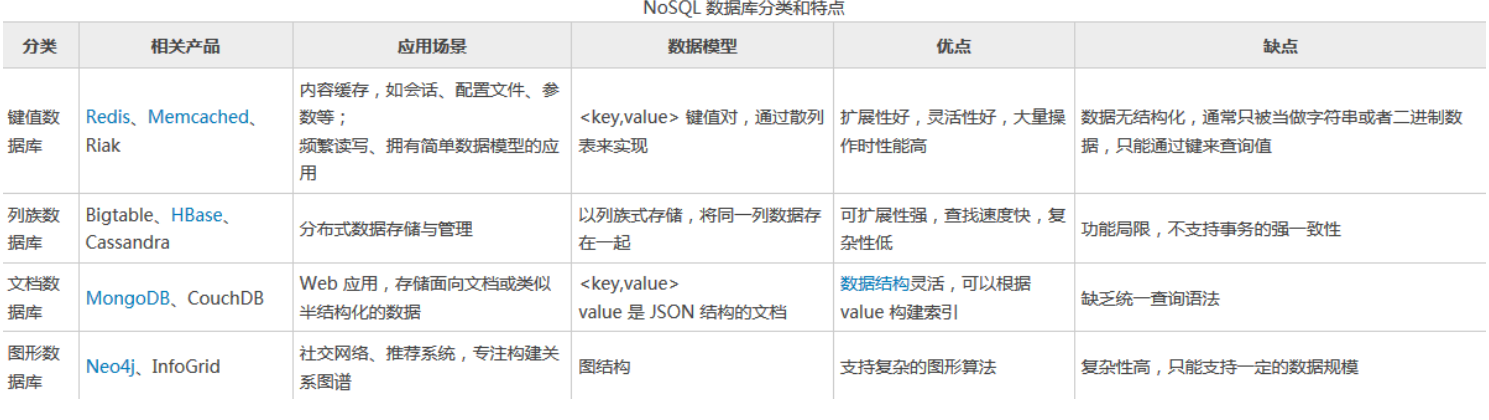 NoSQL 数据库分类和特点
分类 相关产品 应用场景 数据模型 优点 缺点
键值数据库
Redis、Memcached、
Riak
内容缓存，如会话、配置文件、参
数等；
频繁读写、拥有简单数据模型的应
用
<key,value> 键值对，通过散列
表来实现
扩展性好，灵活性好，大量操
作时性能高
数据无结构化，通常只被当做字符串或者二进制数
据，只能通过键来查询值
列族数
据库
Bigtable、HBase、
Cassandra
分布式数据存储与管理
以列族式存储，将同一列数据存
在一起
可扩展性强，查找速度快，复
杂性低
功能局限，不支持事务的强一致性
文档数
据库
MongoDB、CouchDB
Web 应用，存储面向文档或类似
半结构化的数据
<key,value>
value 是 JSON 结构的文档
数据结构灵活，可以根据
value 构建索引
缺乏统一查询语法
图形数
据库
Neo4j、InfoGrid
社交网络、推荐系统，专注构建关
系图谱
图结构
支持复杂的图形算法
复杂性高，只能支持一定的数据规模